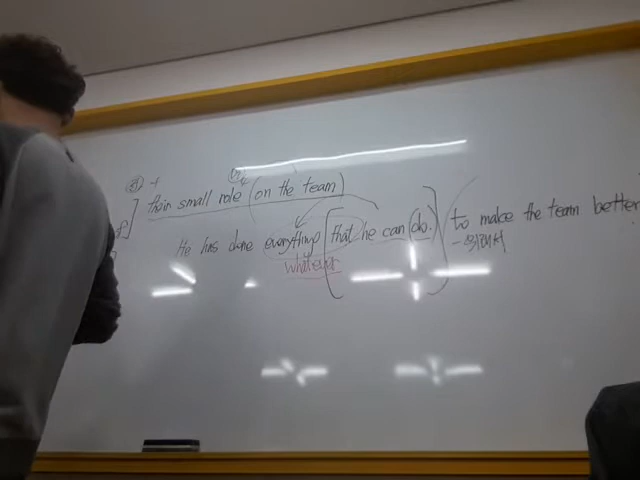 their small role (on the team)
He has done everything [that he can do.] to make the team better
whatever